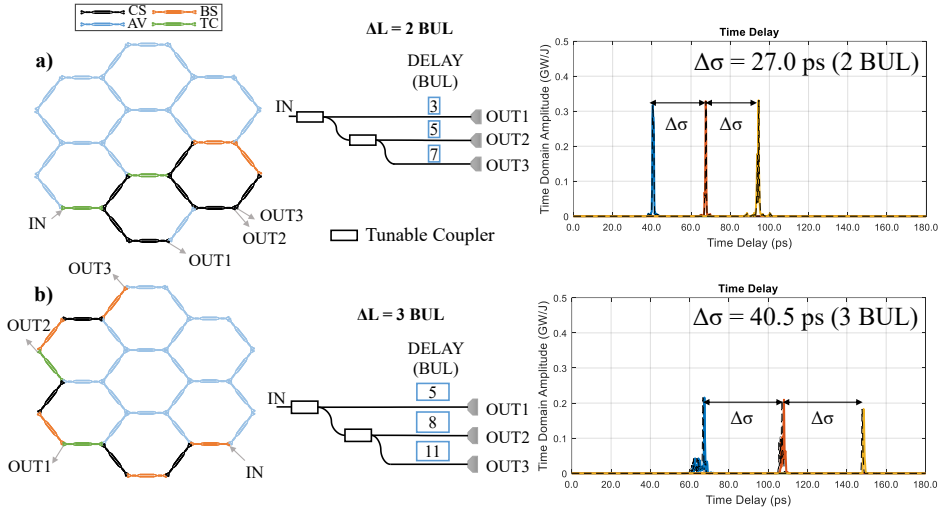 CS BS
AV TC
a)
IN
OUT3
OUT2
OUT1
ΔL = 2 BUL
DELAY
(BUL)
IN
3
OUT1
5
OUT2
7
OUT3
Tunable Coupler
Time Delay
Δσ = 27.0 ps (2 BUL)
Time Domain Amplitude (GW/J)
0.5
0.4
0.3
0.2
0.1
0
Δσ Δσ
0.0 20.0 40.0 60.0 80.0 100.0 120.0 140.0 160.0 180.0
Time Delay (ps)
b)
OUT3
OUT2
OUT1
IN
ΔL = 3 BUL
DELAY
(BUL)
5
IN
OUT1
8
OUT2
11
OUT3
Time Delay
Δσ = 40.5 ps (3 BUL)
Time Domain Amplitude (GW/J)
0.5
0.4
0.3
0.2
0.1
0
Δσ Δσ
0.0 20.0 40.0 60.0 80.0 100.0 120.0 140.0 160.0 180.0
Time Delay (ps)